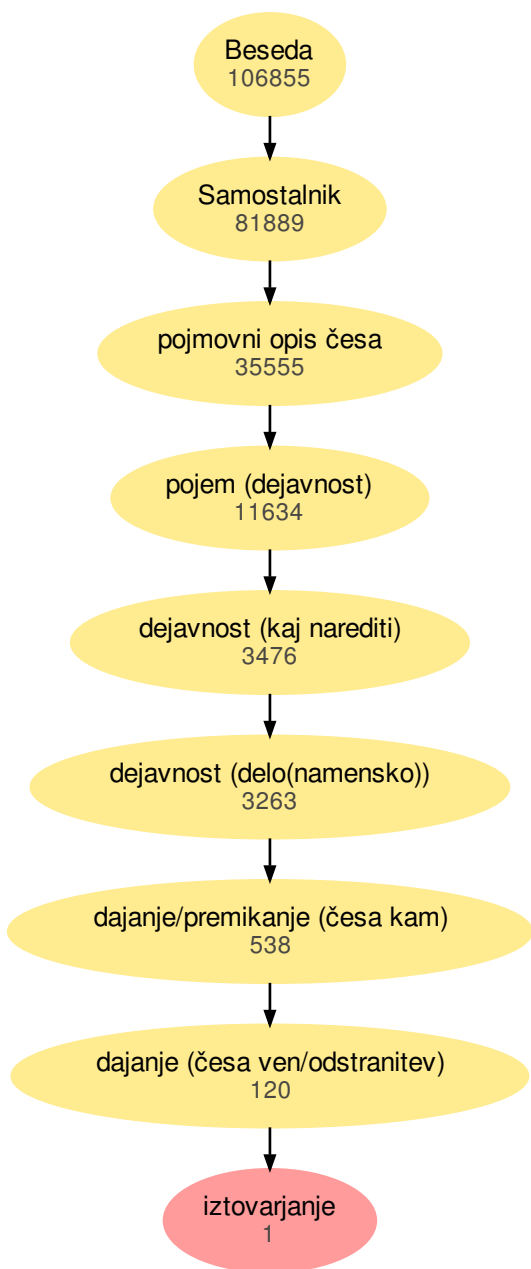 Beseda
106855
Samostalnik
81889
pojmovni opis česa
35555
pojem (dejavnost)
11634
dejavnost (kaj narediti)
3476
dejavnost (delo(namensko))
3263
dajanje/premikanje (česa kam)
538
dajanje (česa ven/odstranitev)
120
iztovarjanje
1